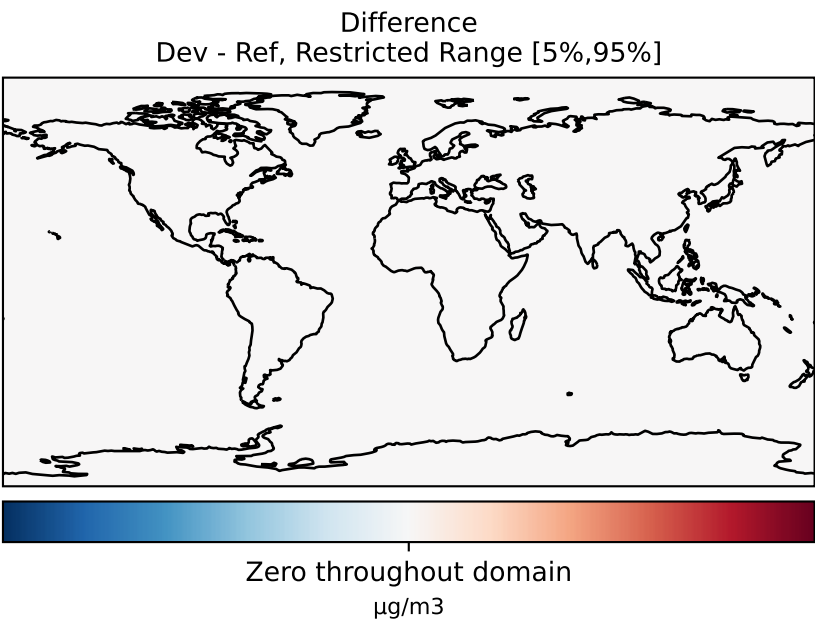 Difference
Dev - Ref, Restricted Range [5%,95%]
Zero throughout domain
μg/m3